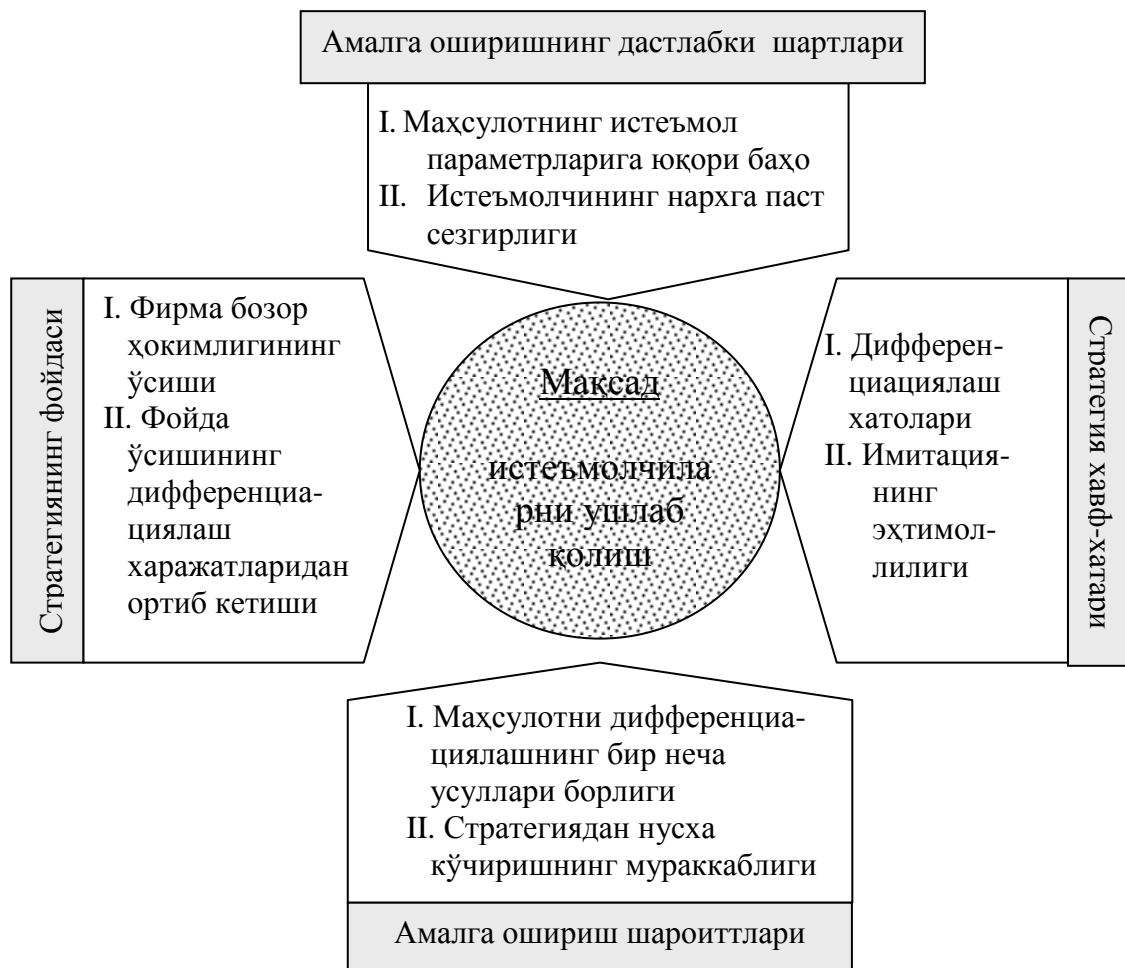 Амалга оширишнинг дастлабки шартлари
I. Маҳсулотнинг истеъмол
параметрларига юқори баҳо
II. Истеъмолчининг нархга паст
сезгирлиги
Стратегиянинг фойдаси
I. Фирма бозор
ҳокимлигининг
ўсиши
II. Фойда
ўсишининг
дифференциа-
циялаш
харажатларидан
ортиб кетиши
Мақсад
истеъмолчила
рни ушлаб
қолиш
I. Дифферен-
циациялаш
хатолари
II. Имитация-
нинг
эҳтимол-
лилиги
Стратегия хавф-хатари
I. Маҳсулотни дифференциа-
циялашнинг бир неча
усуллари борлиги
II. Стратегиядан нусха
кўчиришнинг мураккаблиги
Амалга ошириш шароиттлари